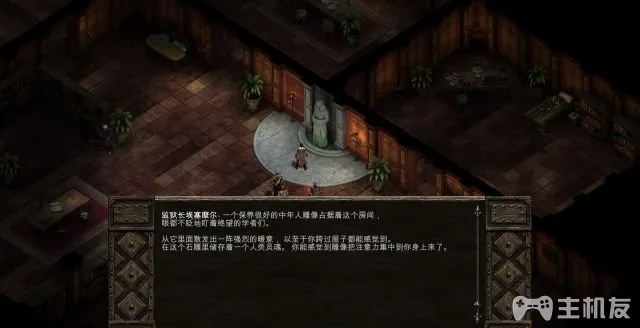 监狱长埃塞摩尔- 一个保养很好的中年人雕像占据着这个房间，
眼都不眨地盯着绝望的学者们。
从它里面散发出一阵强烈的暖意，以至于你跨过屋子都能感觉到。
在这个石雕里储存着一个人类灵魂。 你能感觉到雕像把注意力集中到你身上来了。
主机友